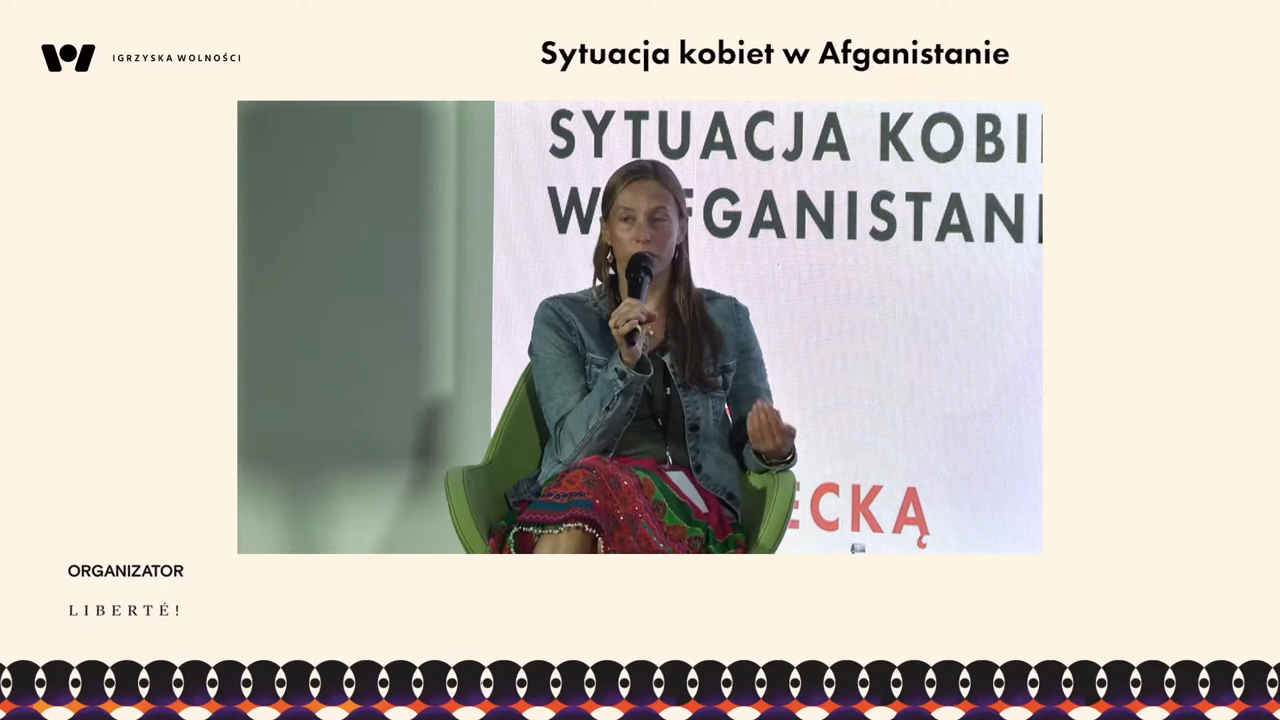 IGRZYSKA WOLNOŚCI
Sytuacja kobiet w Afganistanie
SYTUACJA KOBI
W FGANISTAN
ECKĄ
ORGANIZATOR
LIBERTÉ!